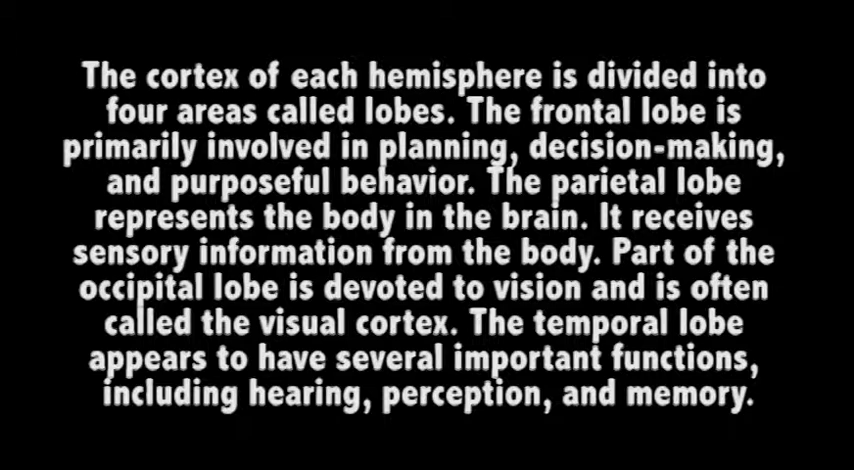 The cortex of each hemisphere is divided into
four areas called lobes. The frontal lobe is
primarily involved in planning, decision-making,
and purposeful behavior. The parietal lobe
represents the body in the brain. It receives
sensory information from the body. Part of the
occipital lobe is devoted to vision and is often
called the visual cortex. The temporal lobe
appears to have several important functions,
including hearing, perception, and memory.